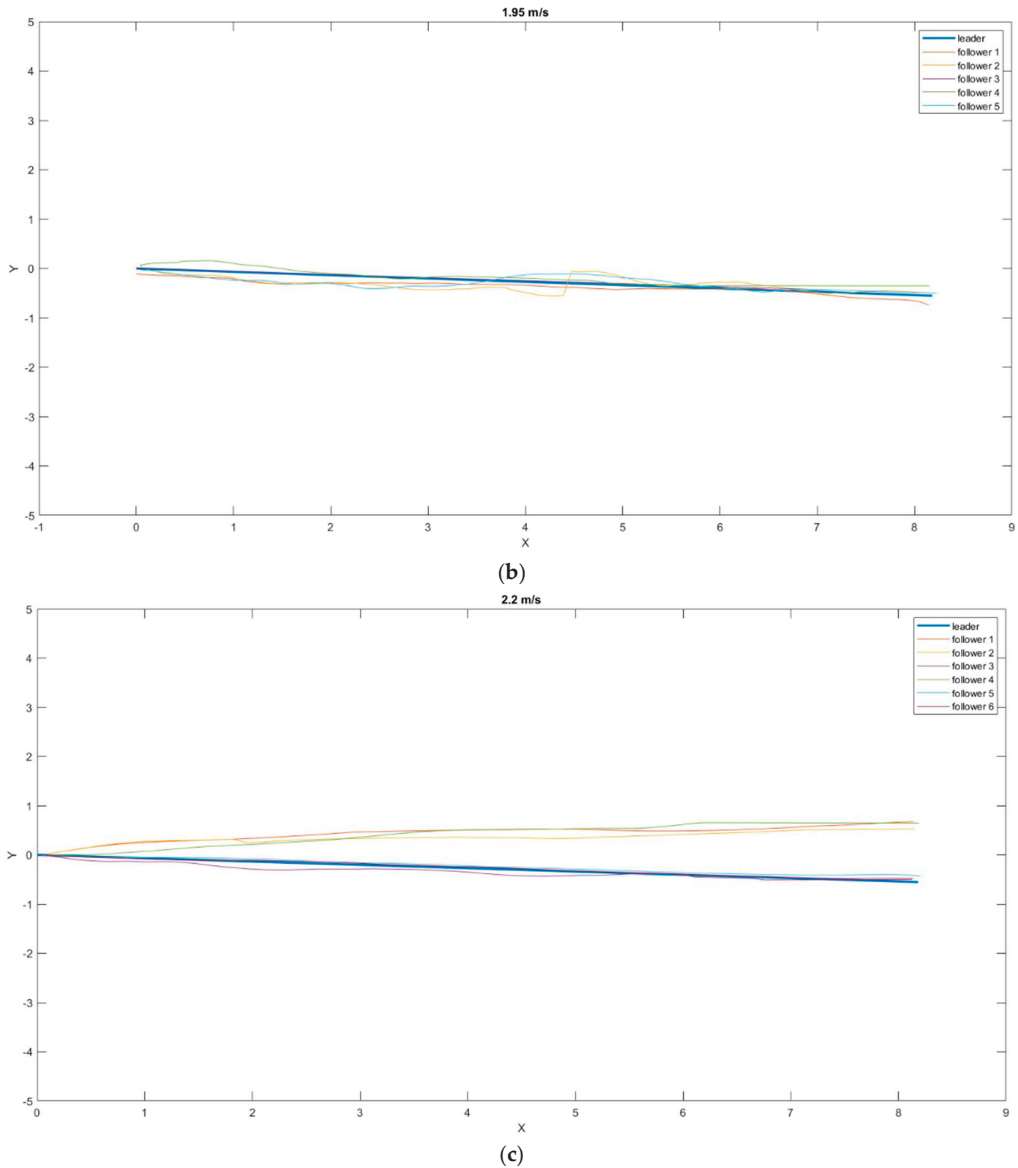 1.95 m/s
5
4
3
2
1
0
-1
-2
-3
-4
-5
Y
leader
follower 1
follower 2
follower 3
follower 4
follower 5
-1 0 1 2 3 4 5 6 7 8 9
X
(b)
2.2 m/s
5
4
3
2
1
0
-1
-2
-3
-4
-5
Y
leader
follower 1
follower 2
follower 3
follower 4
follower 5
follower 6
0 1 2 3 4 5 6 7 8 9
X
(c)